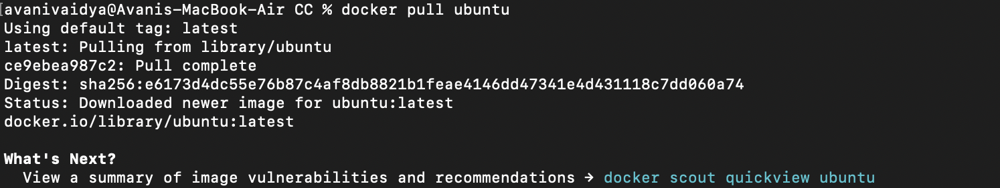 [avanivaidya@Avanis-MacBook-Air CC % docker pull ubuntu
Using default tag: latest
latest: Pulling from library/ubuntu
ce9ebea987c2: Pull complete
Digest: sha256:e6173d4dc55e76b87c4af8db8821b1feae4146dd47341e4d431118c7dd060a74
Status: Downloaded newer image for ubuntu:latest
docker.io/library/ubuntu:latest
What's Next?
View a summary of image vulnerabilities and recommendations → docker scout quickview ubuntu